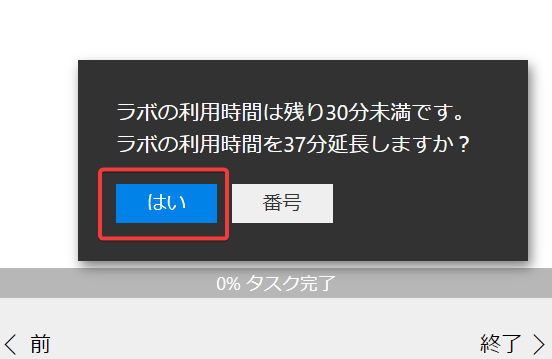 ラボの利用時間は残り30分未満です。
ラボの利用時間を37分延長しますか？
はい 番号
0% タスク完了
< 前 終了 >